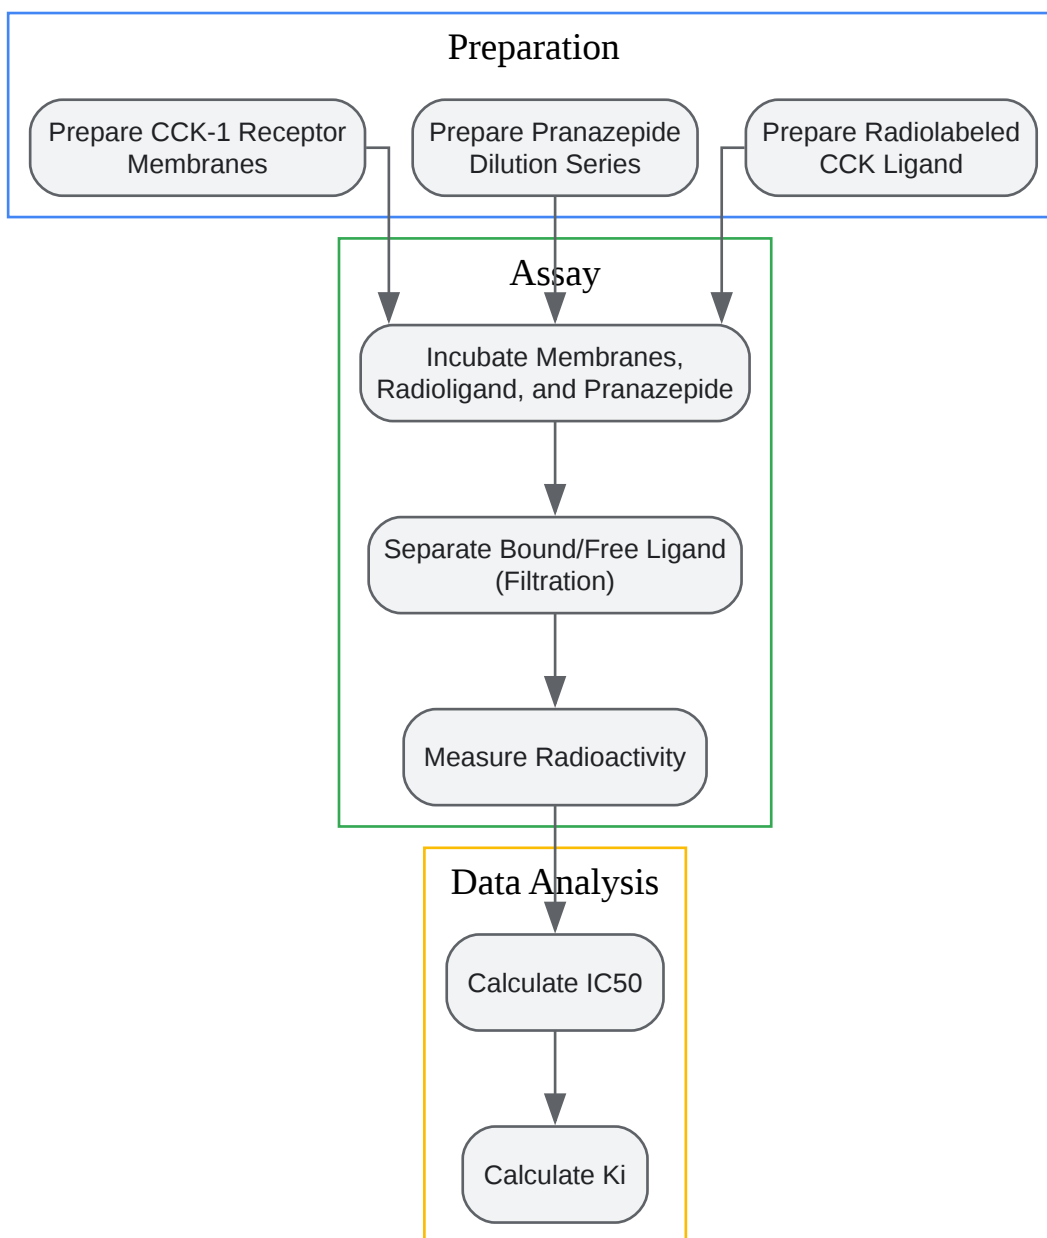 Preparation
Prepare CCK-1 Receptor
Membranes
Prepare Pranazepide
Dilution Series
Prepare Radiolabeled
CCK Ligand
Assay
Incubate Membranes,
Radioligand, and Pranazepide
Separate Bound/Free Ligand
(Filtration)
Measure Radioactivity
Data Analysis
Calculate IC50
Calculate Ki